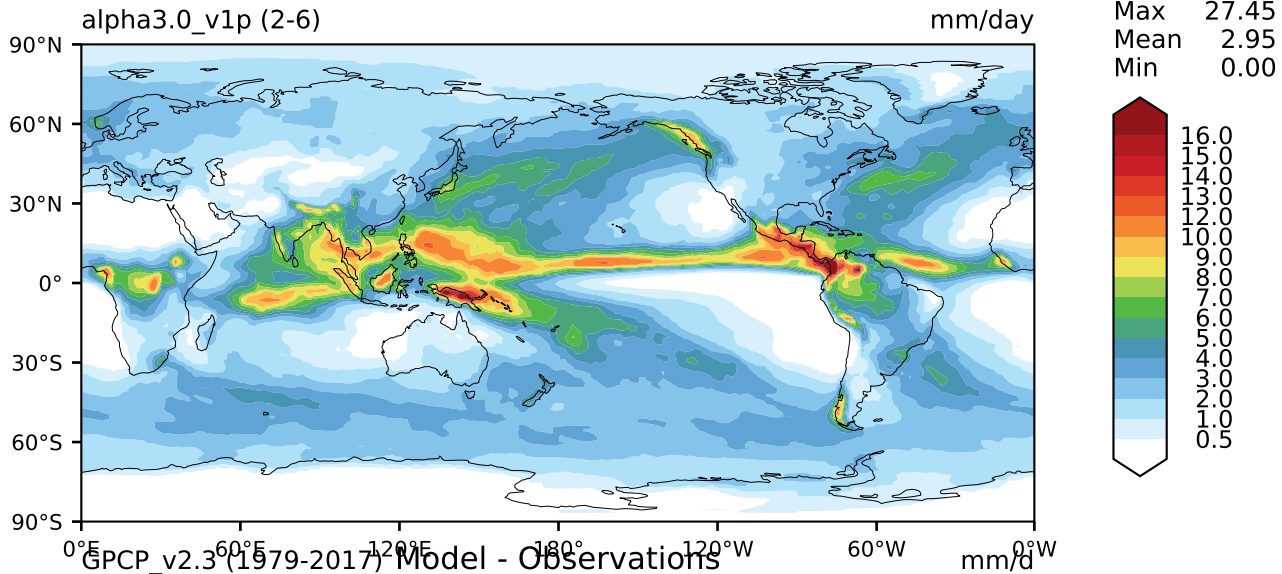 alpha3.0_v1p (2-6) mm/day
Max 27.45
Mean 2.95
Min 0.00
90°N
60°N
30°N
0°
30°S
60°S
90°S
16.0
15.0
14.0
13.0
12.0
10.0
9.0
8.0
7.0
6.0
5.0
4.0
3.0
2.0
1.0
0.5
0°E 60°E 120°E 180° 120°W 60°W 0°W
GPCP_v2.3 (1979-2017) Model - Observations mm/d